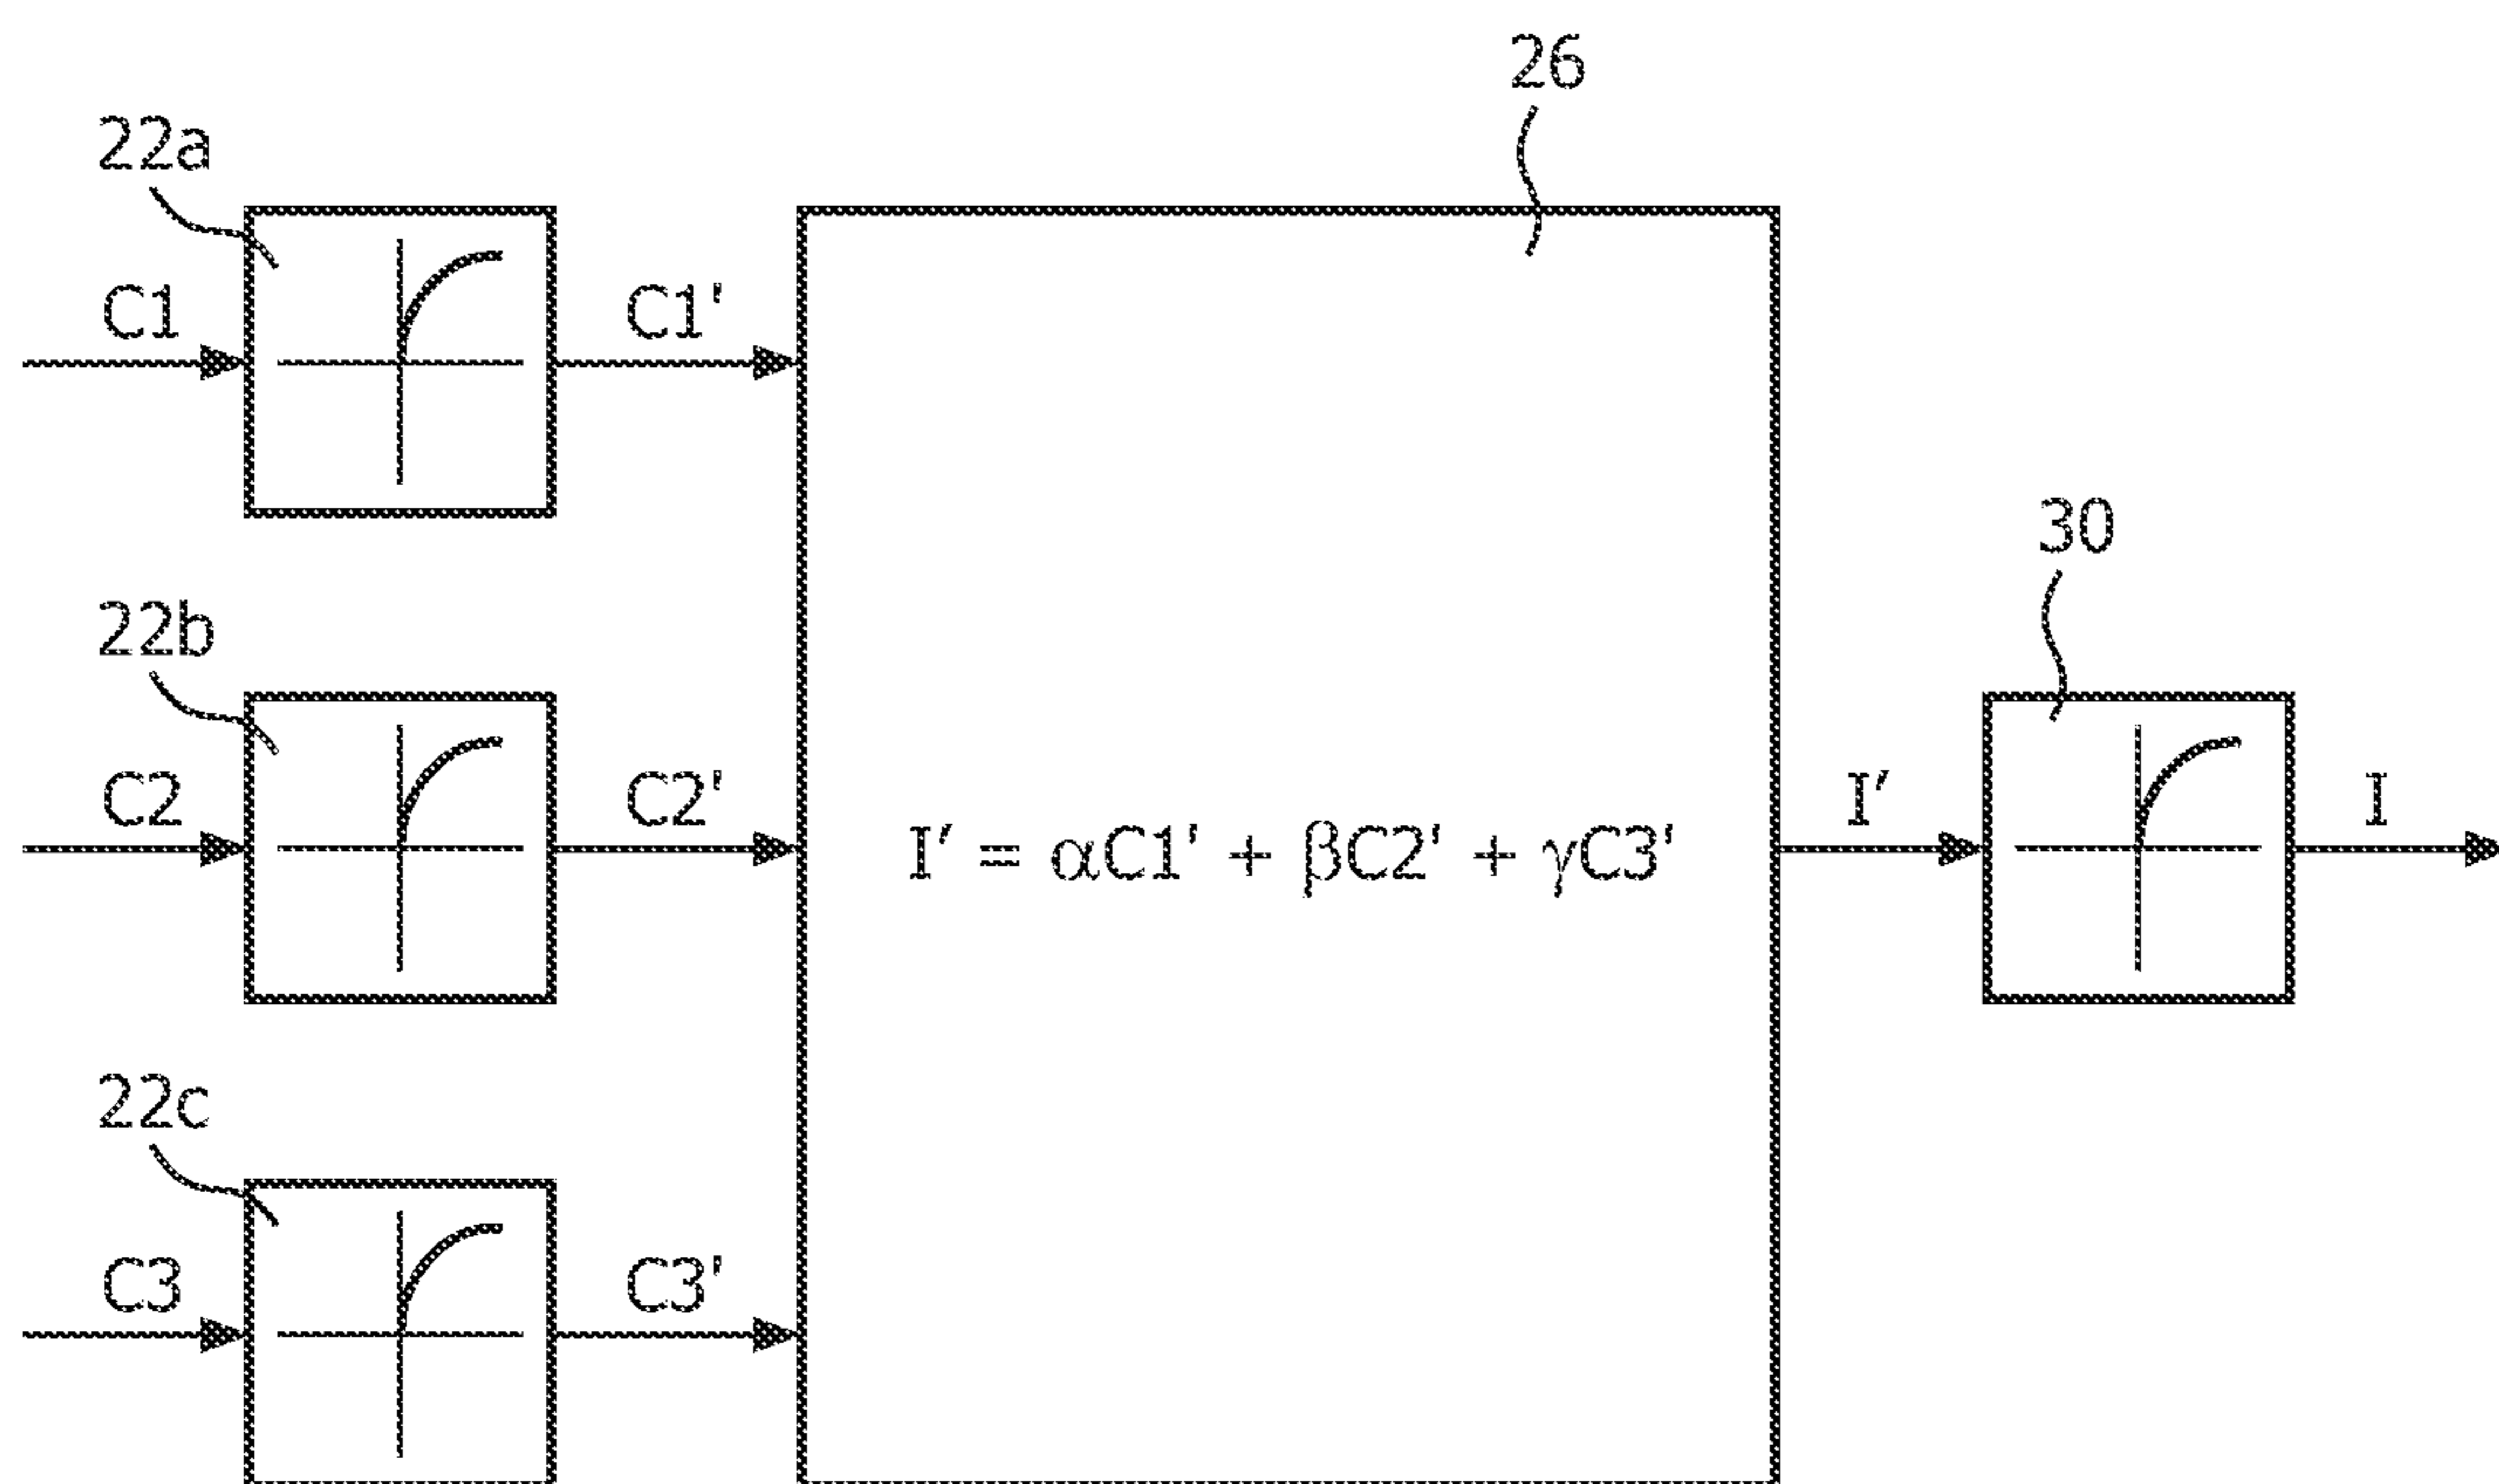 26
22a
C1
C1'
30
22b
C2
C2'
I' = αC1' + βC2' + γC3'
I'
I
22c
C3
C3'